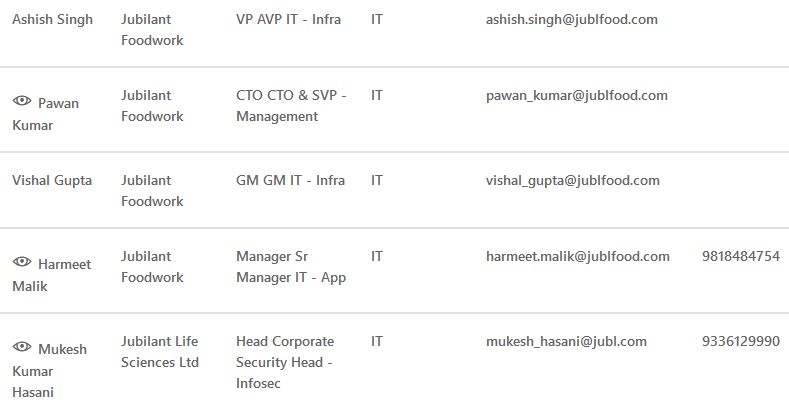 Ashish Singh Jubilant VP AVP IT - Infra IT ashish.singh@jublfood.com
Foodwork
Pawan Jubilant CTO CTO & SVP - IT pawan_kumar@jublfood.com
Kumar Foodwork Management
Vishal Gupta Jubilant GM GM IT - Infra IT vishal_gupta@jublfood.com
Foodwork
Harmeet Jubilant Manager Sr IT harmeet.malik@jublfood.com 9818484754
Malik Foodwork Manager IT - App
Mukesh Jubilant Life Head Corporate IT mukesh_hasani@jubl.com 9336129990
Kumar Sciences Ltd Security Head -
Hasani Infosec